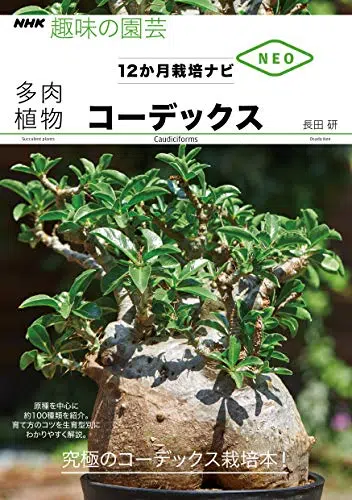 NHK 趣味の園芸
12か月栽培ナビ NEO
多肉
植物
コーデックス
長田 研
Succulent plants
Caudiciforms
Osada Ken
原種を中心に
約100種類を紹介。
育て方のコツを生育型別に
わかりやすく解説。
究極のコーデックス栽培本!